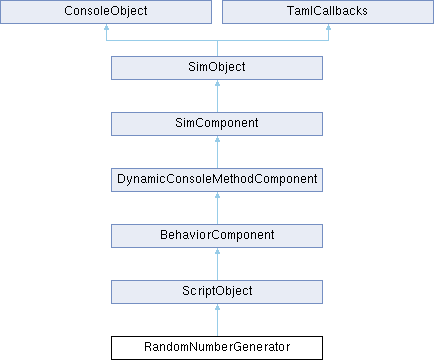 ConsoleObject
TamlCallbacks
SimObject
SimComponent
DynamicConsoleMethodComponent
BehaviorComponent
ScriptObject
RandomNumberGenerator